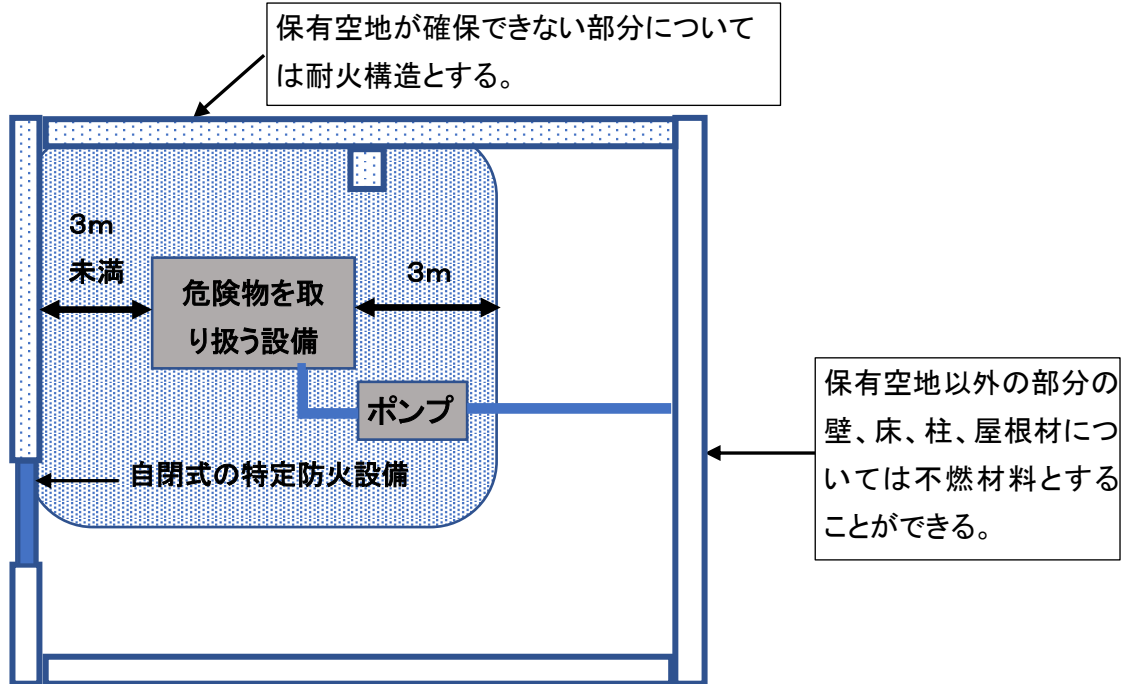 保有空地が確保できない部分について
は耐火構造とする。
3m
未満
3m
危険物を取
り扱う設備
ポンプ
自閉式の特定防火設備
保有空地以外の部分の
壁、床、柱、屋根材につ
いては不燃材料とする
ことができる。